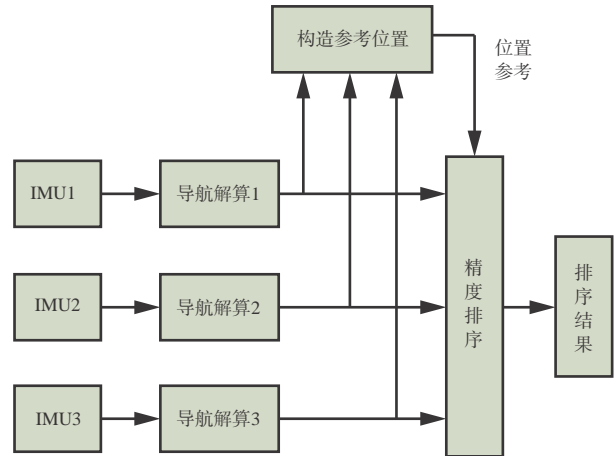 构造参考位置
位置
参考
IMU1
导航解算1
IMU2
导航解算2
IMU3
导航解算3
精度排序
排序结果